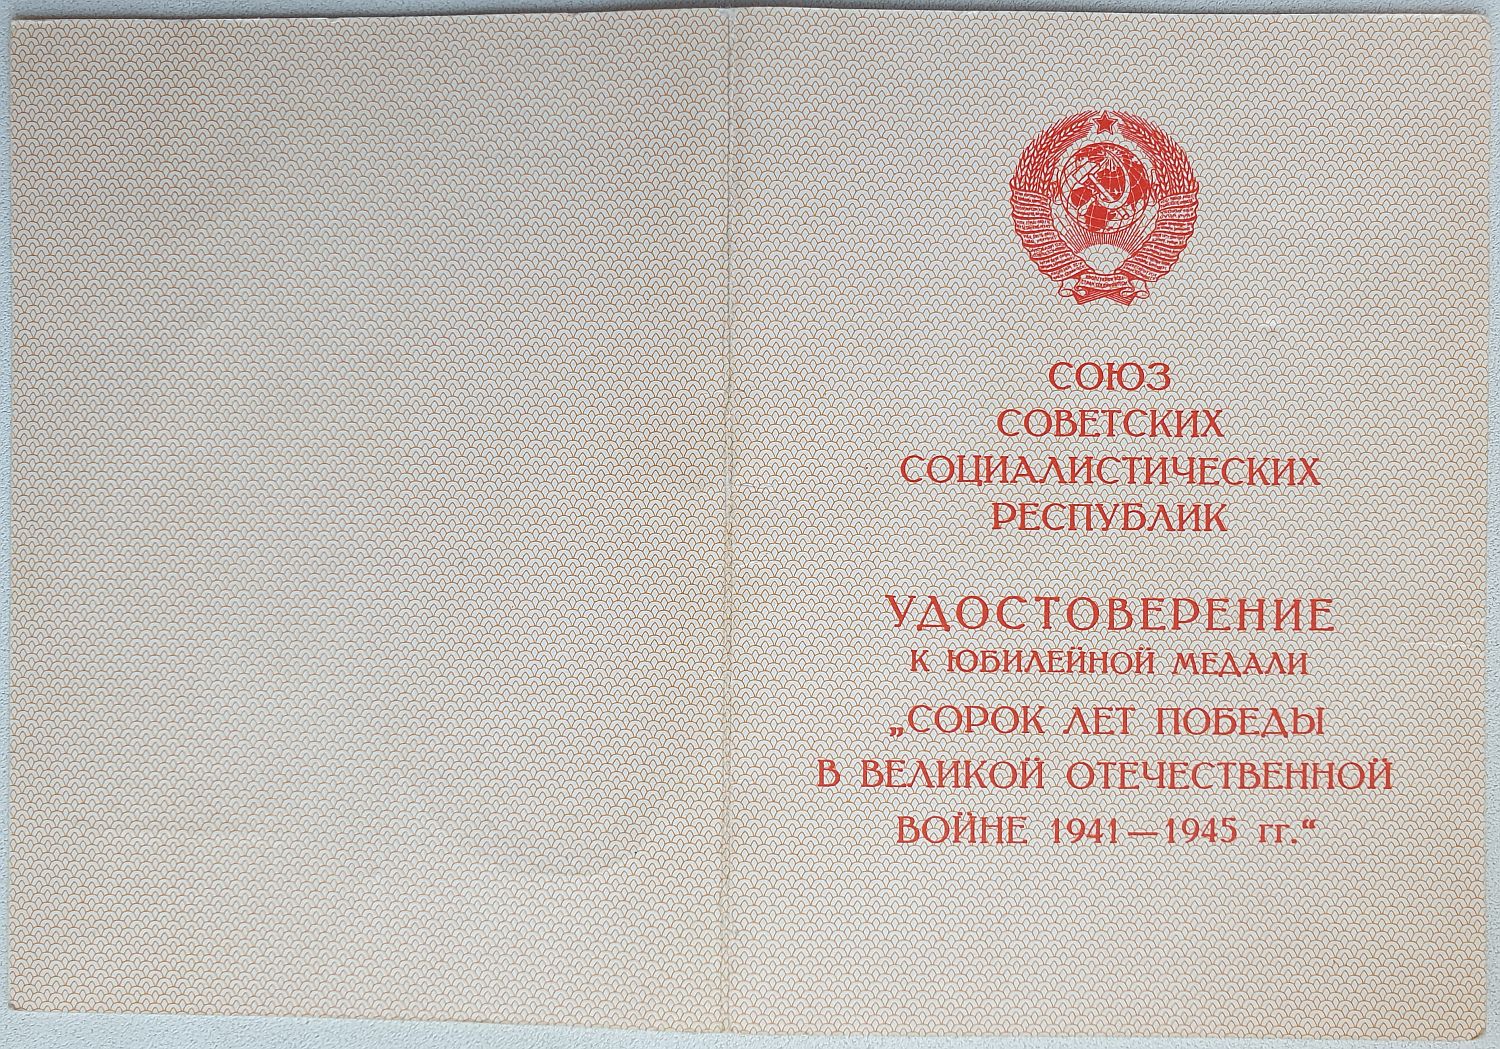 СОЮЗ
СОВЕТСКИХ
СОЦИАЛИСТИЧЕСКИХ
РЕСПУБЛИК
УДОСТОВЕРЕНИЕ
К ЮБИЛЕЙНОЙ МЕДАЛИ
„СОРОК ЛЕТ ПОБЕДЫ
В ВЕЛИКОЙ ОТЕЧЕСТВЕННОЙ
ВОЙНЕ 1941—1945 гг.“